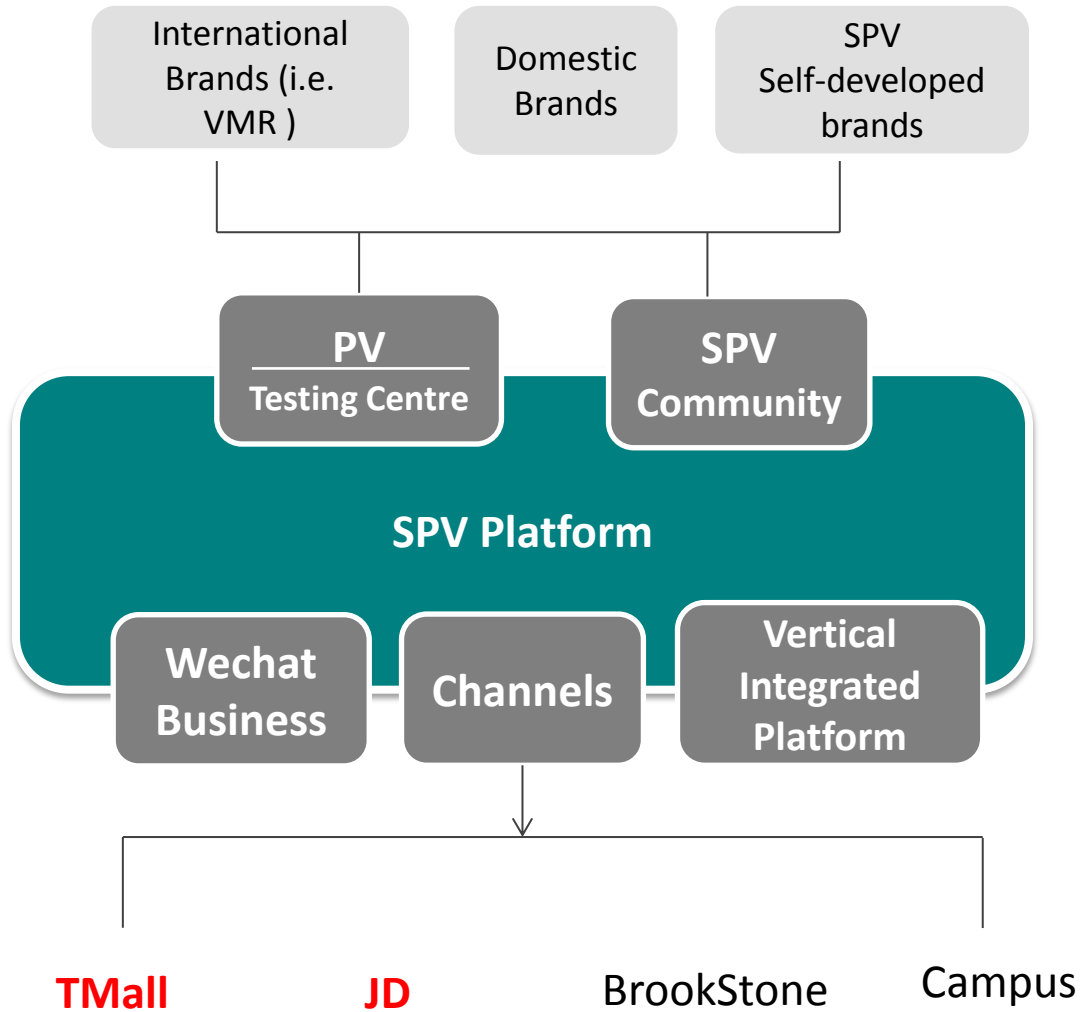 International
Brands (i.e.
VMR )
Domestic
Brands
SPV
Self-developed
brands
PV
Testing Centre
SPV
Community
SPV Platform
Wechat
Business
Channels
Vertical
Integrated
Platform
TMall
JD
BrookStone
Campus